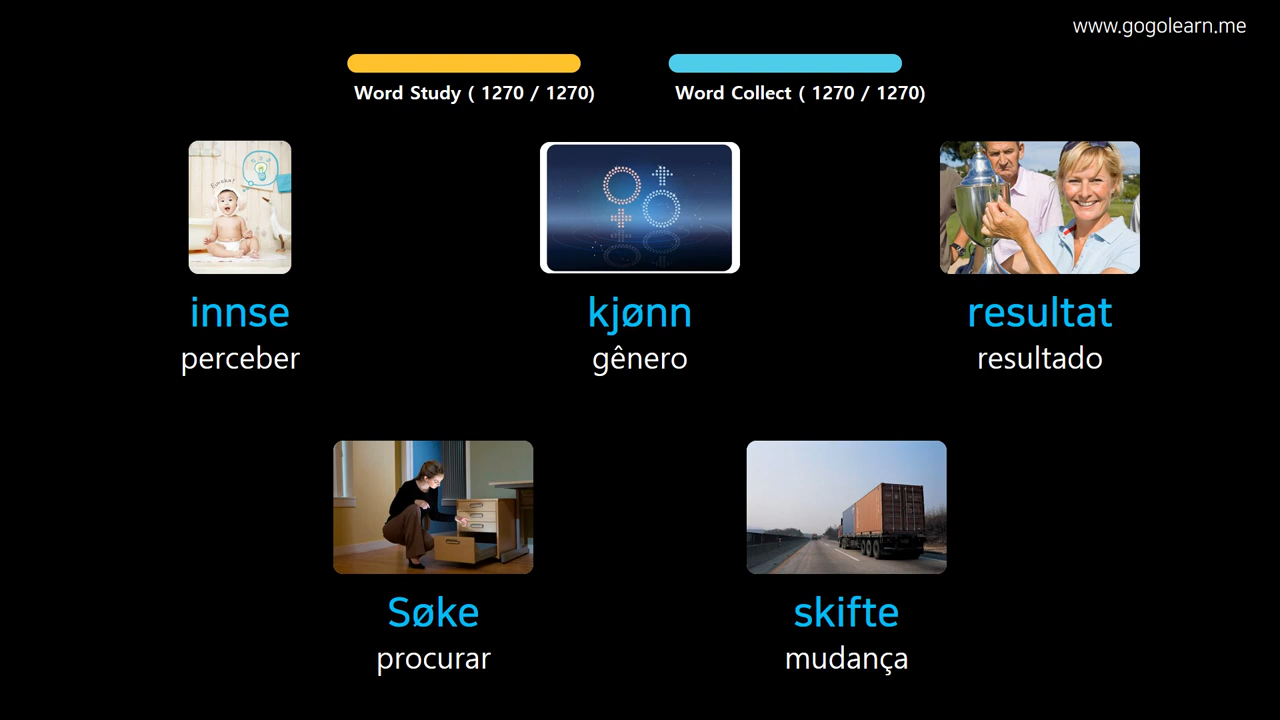 www.gogolearn.me
Word Study ( 1270 / 1270)
Word Collect ( 1270 / 1270)
Eureka!
innse
perceber
kjønn
gênero
resultat
resultado
Søke
procurar
skifte
mudança